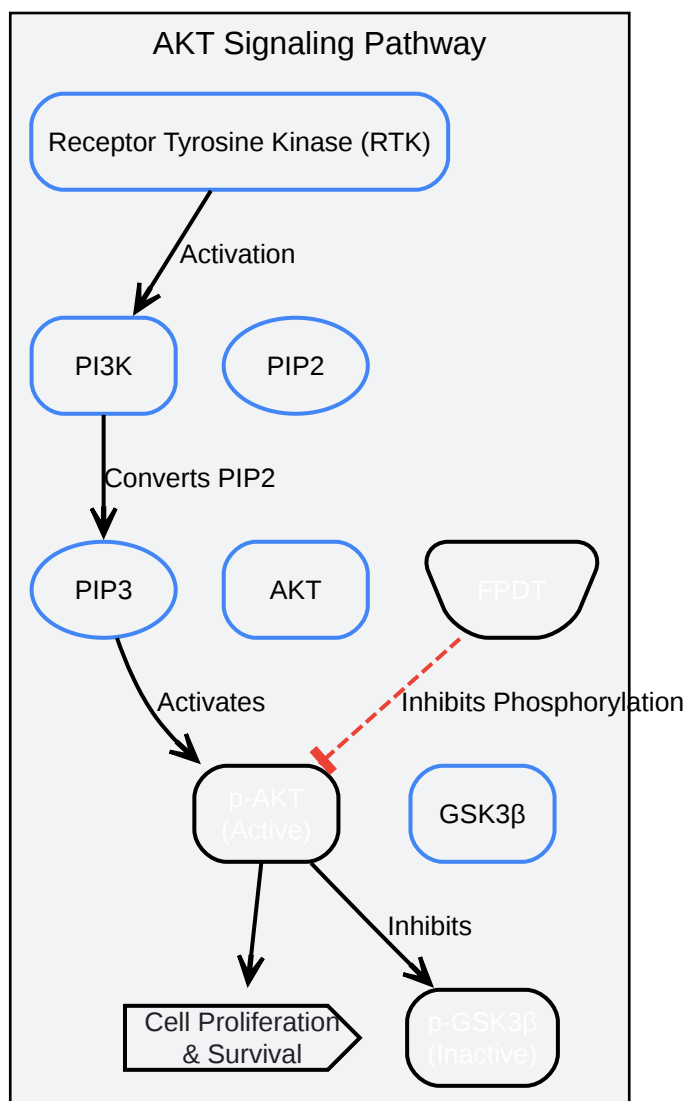 AKT Signaling Pathway
Receptor Tyrosine Kinase (RTK)
Activation
PI3K
PIP2
Converts PIP2
PIP3
AKT
FPDT
Activates
Inhibits Phosphorylation
p-AKT
(Active)
GSK3β
Inhibits
Cell Proliferation
& Survival
p-GSK3β
(Inactive)